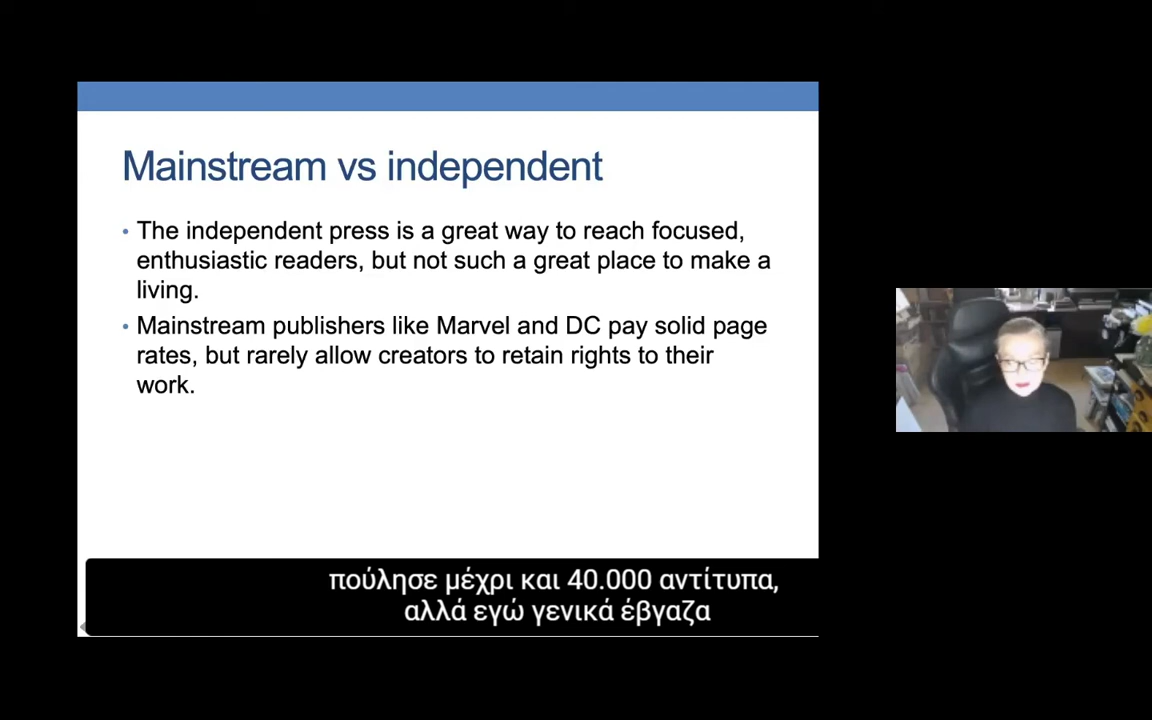 Mainstream vs independent
• The independent press is a great way to reach focused,
enthusiastic readers, but not such a great place to make a
living.
• Mainstream publishers like Marvel and DC pay solid page
rates, but rarely allow creators to retain rights to their
work.
πούλησε μέχρι και 40.000 αντίτυπα,
αλλά εγώ γενικά έβγαζα